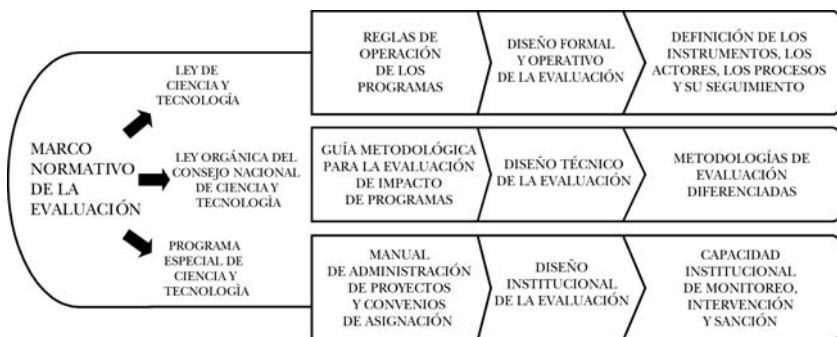 MARCO
NORMATIVO
DE LA
EVALUACIÓN
LEY DE
CIENCIA Y
TECNOLOGÍA
LEY ORGÁNICA DEL
CONSEJO NACIONAL
DE CIENCIA Y
TECNOLOGÌA
PROGRAMA
ESPECIAL DE
CIENCIA Y
TECNOLOGÌA
REGLAS DE
OPERACIÓN
DE LOS
PROGRAMAS
DISEÑO FORMAL
Y OPERATIVO
DE LA EVALUACIÓN
DEFINICIÓN DE LOS
INSTRUMENTOS, LOS
ACTORES, LOS PROCESOS
Y SU SEGUIMIENTO
GUÍA METODOLÓGICA
PARA LA EVALUACIÓN
DE IMPACTO
DE PROGRAMAS
DISEÑO TÉCNICO
DE LA EVALUACIÓN
METODOLOGÍAS DE
EVALUACIÓN
DIFERENCIADAS
MANUAL
DE ADMINISTRACIÓN
DE PROYECTOS
Y CONVENIOS
DE ASIGNACIÓN
DISEÑO
INSTITUCIONAL
DE LA EVALUACIÓN
CAPACIDAD
INSTITUCIONAL
DE MONITOREO,
INTERVENCIÓN
Y SANCIÓN